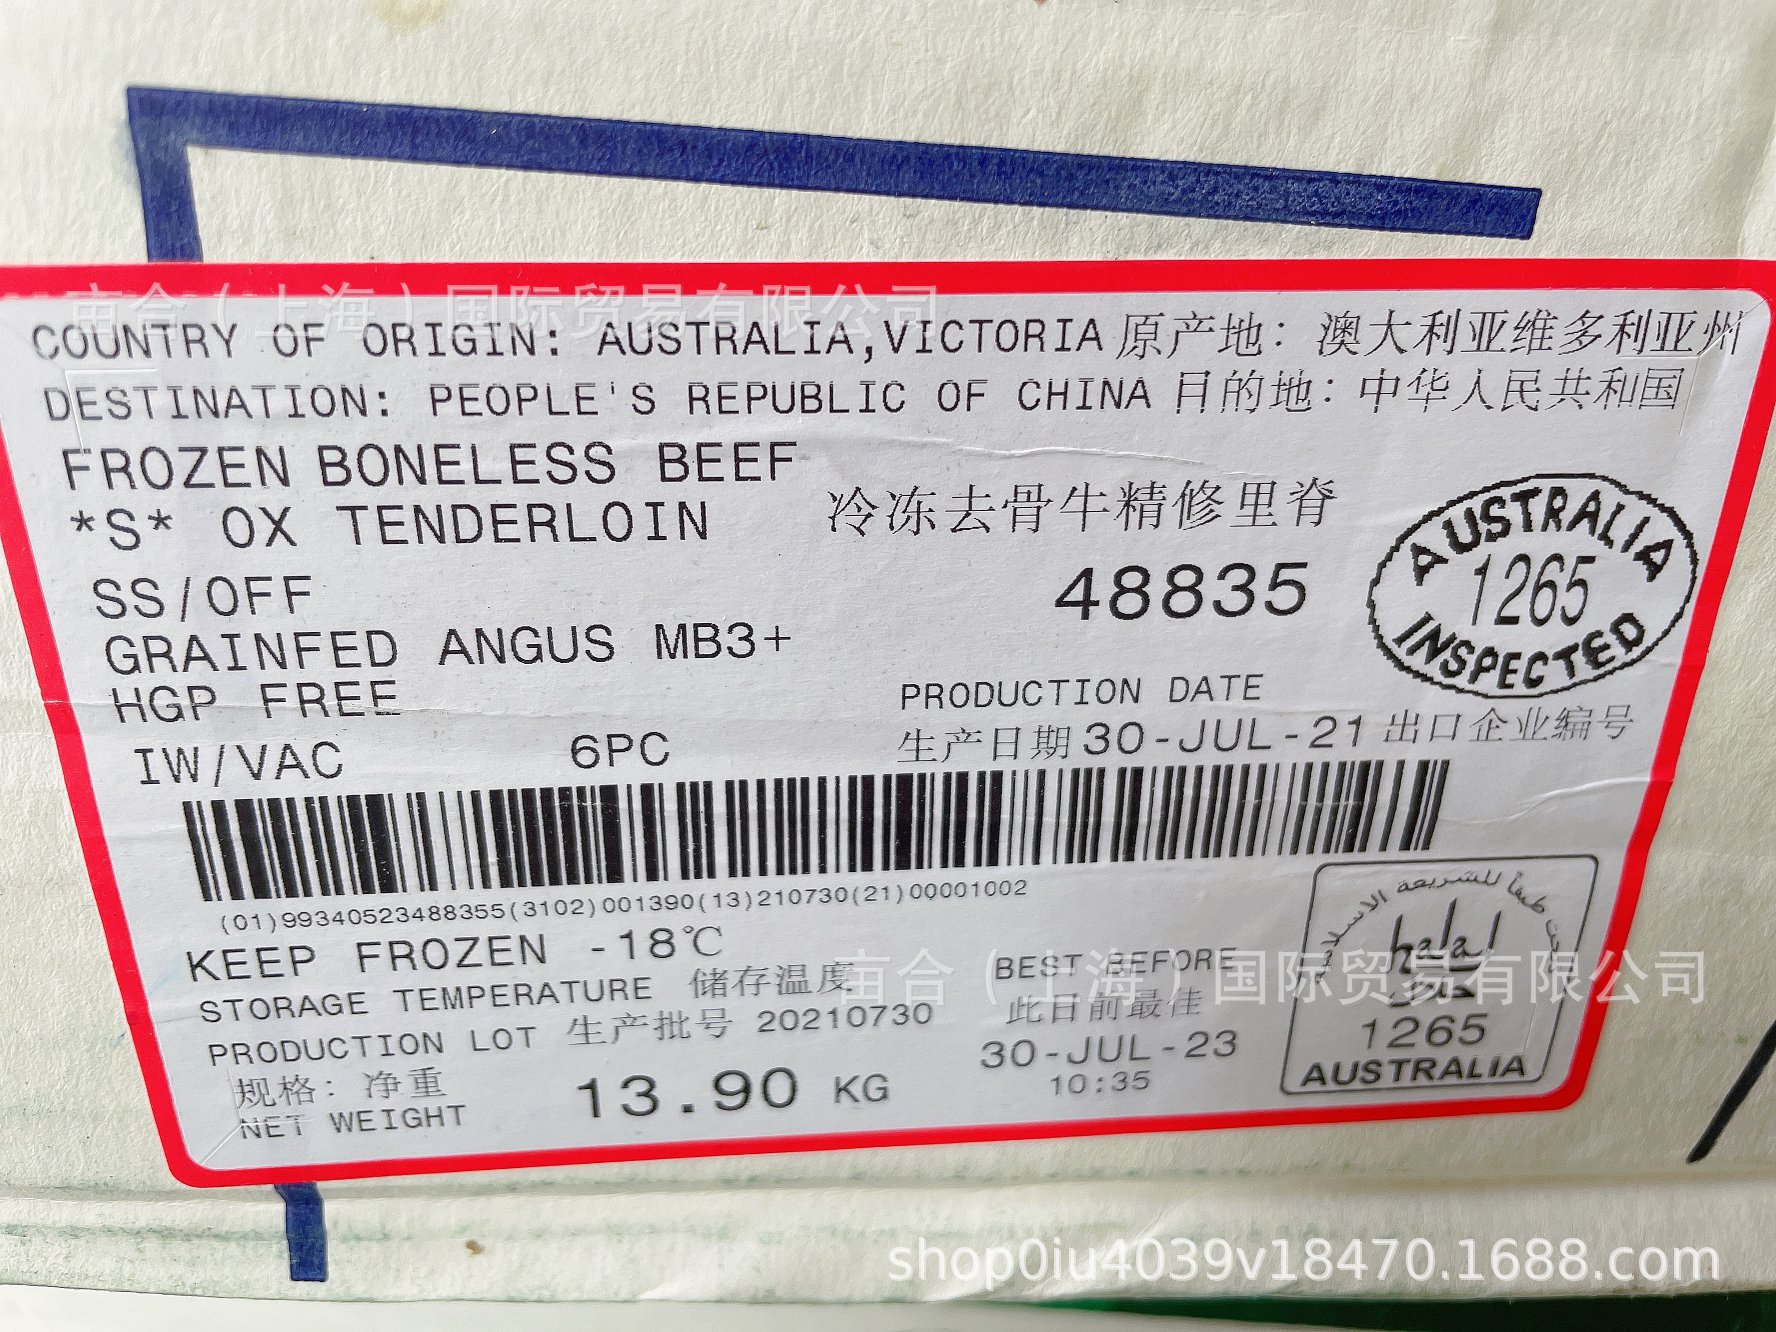 亩合（上海）国际贸易有限公司
COUNTRY OF ORIGIN: AUSTRALIA,VICTORIA 原产地：澳大利亚维多利亚州
DESTINATION: PEOPLE'S REPUBLIC OF CHINA 目的地：中华人民共和国
FROZEN BONELESS BEEF
*S* OX TENDERLOIN 冷冻去骨牛精修里脊
SS/OFF 48835
GRAINFED ANGUS MB3+
HGP FREE
AUSTRALIA
1265
INSPECTED
PRODUCTION DATE
生产日期 30-JUL-21 出口企业编号
IW/VAC 6PC
(01)99340523488355(3102)001390(13)210730(21)00001002
KEEP FROZEN -18℃
STORAGE TEMPERATURE 储存温度
PRODUCTION LOT 生产批号 20210730
规格：净重
NET WEIGHT 13.90 KG
BEST BEFORE
此日前最佳
30-JUL-23
10:35
للشريعة الاسلامية
halal
حلال
1265
AUSTRALIA
亩合（上海）国际贸易有限公司
shop0iu4039v18470.1688.com